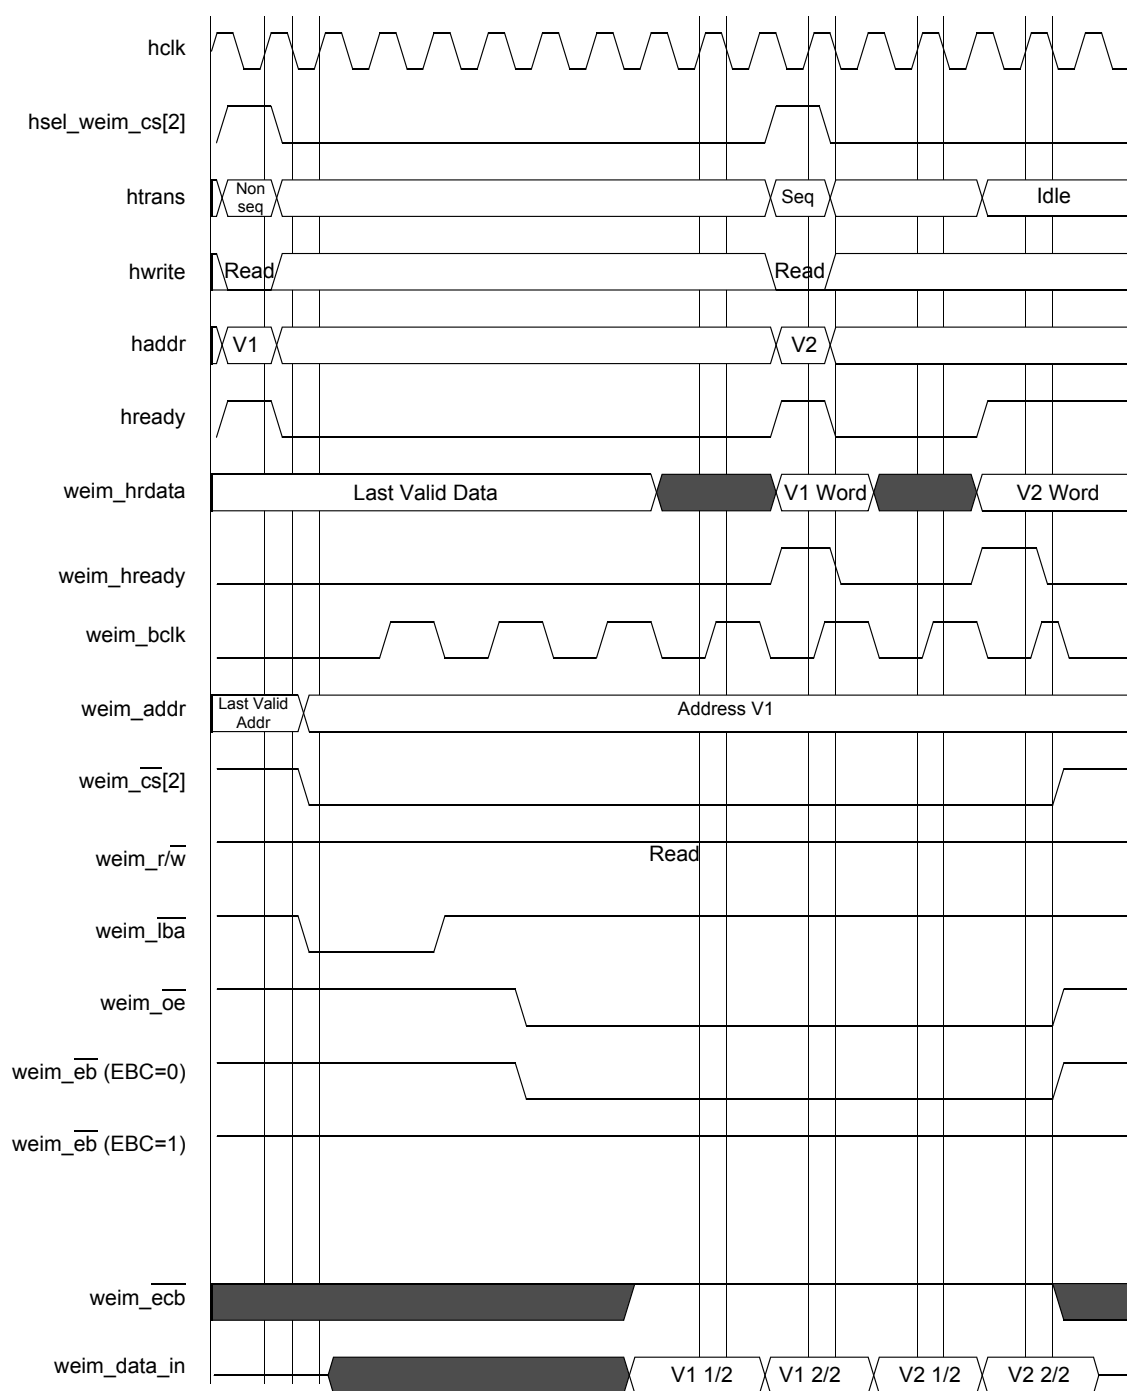 hclk
hsel_weim_cs[2]
htrans
Non
seq
Seq
Idle
hwrite
Read
Read
haddr
V1
V2
hready
weim_hrdata
Last Valid Data
V1 Word
V2 Word
weim_hready
weim_bclk
weim_addr
Last Valid
Addr
Address V1
weim_cs[2]
weim_r/w
Read
weim_lba
weim_oe
weim_eb (EBC=0)
weim_eb (EBC=1)
weim_ecb
weim_data_in
V1 1/2
V1 2/2
V2 1/2
V2 2/2